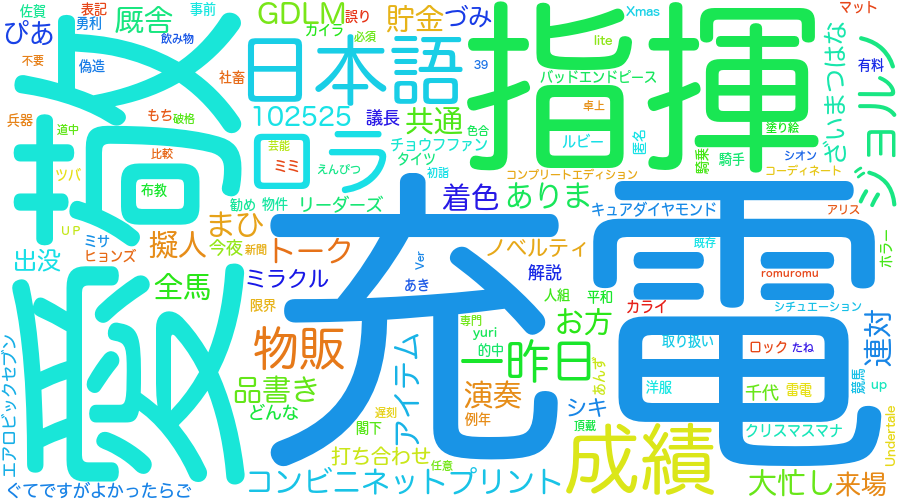 佐賀
表記
厩舎
事前
GDLM
誤り
貯金
づみ
Xmas
マット
勇利
飲み物
カイラ
必須
ぴあ
不要
偽造
社畜
敬
日本語
39
lite
バッドエンドピース
指揮
有料
ざいまつはな
ジョルノ
兵器
もち
破格
道中
102525
議長
共通
色合
卓上
塗り絵
比較
芸能
ロラ
ミミ
えんぴつ
チョウフファン
タイツ
初詣
ルビー
匿名
騎乗
騎手
シオン
コンプリートエディション
コーディネート
ツバ
布教
勧め
物件
リーダーズ
着色
ありま
キュアダイヤモンド
アリス
UP
ミサ
ヒョンズ
擬人
まひ
今夜
新聞
トーク
Ver
ノベルティ
既存
ホラー
出没
全馬
ミラクル
あき
解説
romuromu
限界
人組
平和
カライ
シチュエーション
愛
充電
物販
専門
yuri
お方
連対
エアロビックセブン
的中
一昨日
取り扱い
ロック
たね
品書き
アイテム
あんず
洋服
千代
雷電
競馬
up
どんな
遅刻
演奏
例年
シキ
閣下
頂戴
クリスマスマナ
Undertale
打ち合わせ
任意
成績
ぐてですがよかったらご
コンビニネットプリント
大忙し
来場